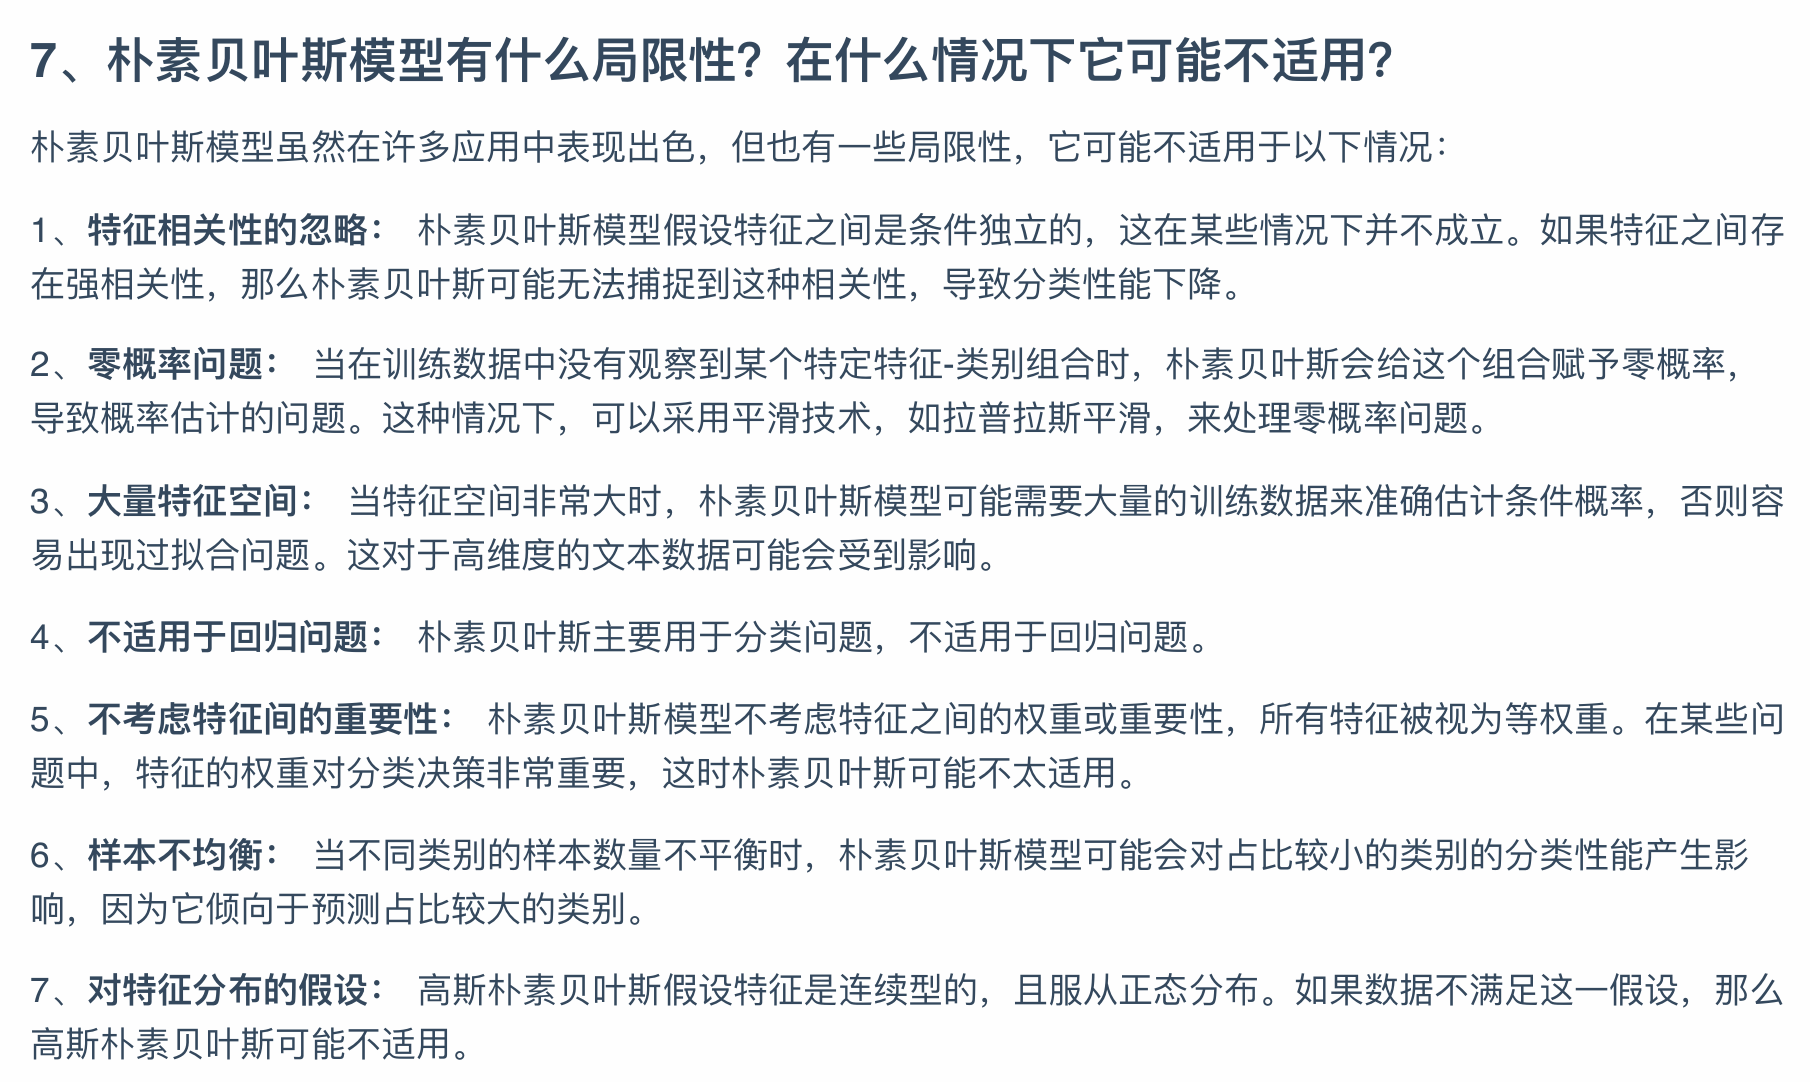 7、朴素贝叶斯模型有什么局限性？在什么情况下它可能不适用？
朴素贝叶斯模型虽然在许多应用中表现出色，但也有一些局限性，它可能不适用于以下情况：
1、特征相关性的忽略： 朴素贝叶斯模型假设特征之间是条件独立的，这在某些情况下并不成立。如果特征之间存
在强相关性，那么朴素贝叶斯可能无法捕捉到这种相关性，导致分类性能下降。
2、零概率问题： 当在训练数据中没有观察到某个特定特征-类别组合时，朴素贝叶斯会给这个组合赋予零概率，
导致概率估计的问题。这种情况下，可以采用平滑技术，如拉普拉斯平滑，来处理零概率问题。
3、大量特征空间： 当特征空间非常大时，朴素贝叶斯模型可能需要大量的训练数据来准确估计条件概率，否则容
易出现过拟合问题。这对于高维度的文本数据可能会受到影响。
4、不适用于回归问题： 朴素贝叶斯主要用于分类问题，不适用于回归问题。
5、不考虑特征间的重要性： 朴素贝叶斯模型不考虑特征之间的权重或重要性，所有特征被视为等权重。在某些问
题中，特征的权重对分类决策非常重要，这时朴素贝叶斯可能不太适用。
6、样本不均衡： 当不同类别的样本数量不平衡时，朴素贝叶斯模型可能会对占比较小的类别的分类性能产生影
响，因为它倾向于预测占比较大的类别。
7、对特征分布的假设： 高斯朴素贝叶斯假设特征是连续型的，且服从正态分布。如果数据不满足这一假设，那么
高斯朴素贝叶斯可能不适用。